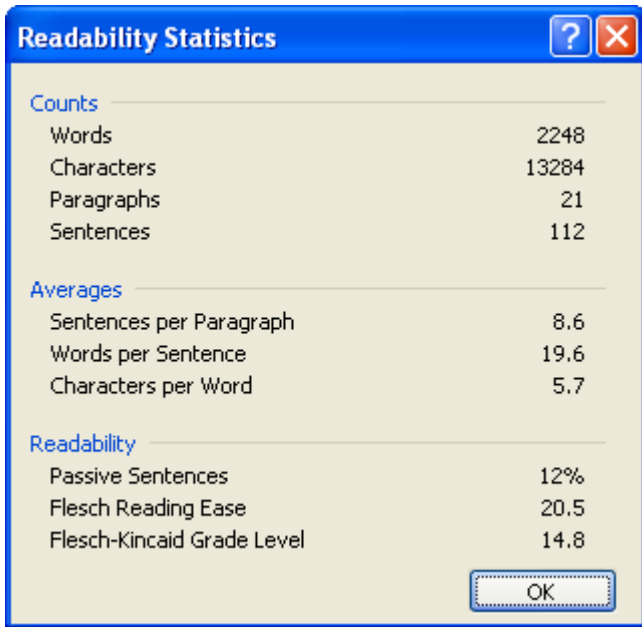 Readability Statistics
Counts
Words 2248
Characters 13284
Paragraphs 21
Sentences 112
Averages
Sentences per Paragraph 8.6
Words per Sentence 19.6
Characters per Word 5.7
Readability
Passive Sentences 12%
Flesch Reading Ease 20.5
Flesch-Kincaid Grade Level 14.8
OK